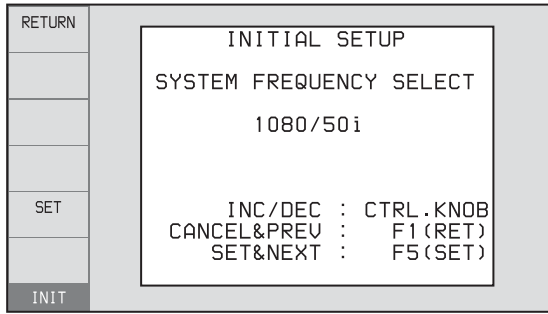 RETURN
SET
INIT
INITIAL SETUP
SYSTEM FREQUENCY SELECT
1080/50i
INC/DEC : CTRL.KNOB
CANCEL&PREV : F1(RET)
SET&NEXT : F5(SET)